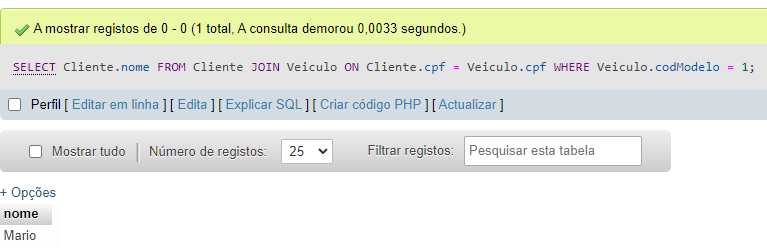 A mostrar registos de 0 - 0 (1 total, A consulta demorou 0,0033 segundos.)
SELECT Cliente.nome FROM Cliente JOIN Veiculo ON Cliente.cpf = Veiculo.cpf WHERE Veiculo.codModelo = 1;
Perfil [ Editar em linha ] [ Edita ] [ Explicar SQL ] [ Criar código PHP ] [ Actualizar ]
Mostrar tudo Número de registos: 25 Filtrar registos: Pesquisar esta tabela
+ Opções
nome
Mario